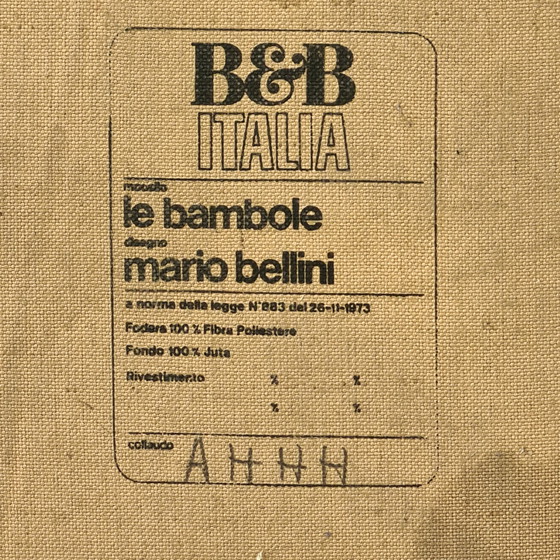 B&B
ITALIA
modello
le bambole
disegno
mario bellini
a norma della legge N°883 del 26-11-1973
Fodera 100 % Fibra Poliestere
Fondo 100 % Juta
Rivestimento % %
% %
collaudo A H H H